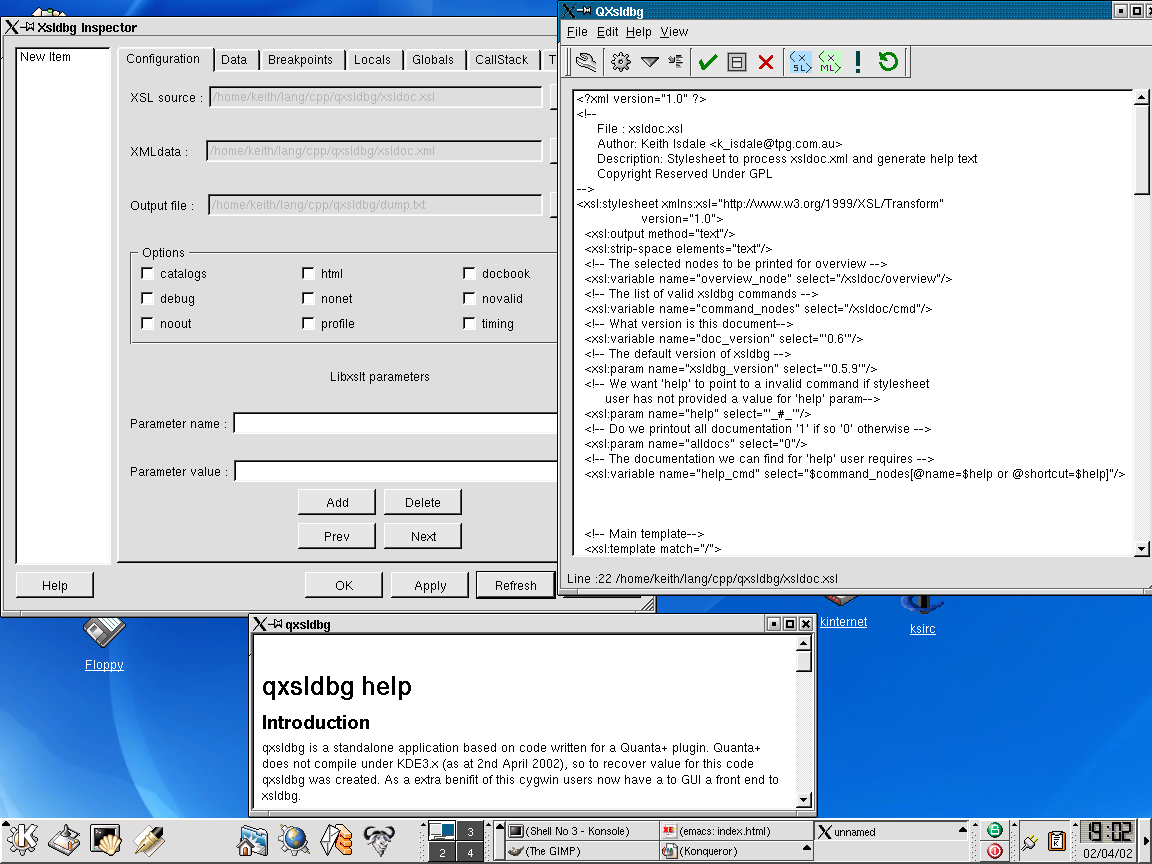 Xsldbg Inspector
New Item
Configuration
Data
Breakpoints
Locals
Globals
CallStack
T
XSL source :
/home/keith/lang/cpp/qxsldbg/xsldoc.xsl
XMLdata :
/home/keith/lang/cpp/qxsldbg/xsldoc.xml
Output file :
/home/keith/lang/cpp/qxsldbg/dump.txt
Options
catalogs
html
docbook
debug
nonet
novalid
noout
profile
timing
Libxslt parameters
Parameter name :
Parameter value :
Add
Delete
Prev
Next
Help
OK
Apply
Refresh
QXsldbg
File Edit Help View
<X SL>
<X ML>
<?xml version="1.0" ?>
<!--
File : xsldoc.xsl
Author: Keith Isdale <k_isdale@tpg.com.au>
Description: Stylesheet to process xsldoc.xml and generate help text
Copyright Reserved Under GPL
-->
<xsl:stylesheet xmlns:xsl="http://www.w3.org/1999/XSL/Transform"
version="1.0">
<xsl:output method="text"/>
<xsl:strip-space elements="text"/>
<!-- The selected nodes to be printed for overview -->
<xsl:variable name="overview_node" select="/xsldoc/overview"/>
<!-- The list of valid xsldbg commands -->
<xsl:variable name="command_nodes" select="/xsldoc/cmd"/>
<!-- What version is this document-->
<xsl:variable name="doc_version" select="'0.6'"/>
<!-- The default version of xsldbg -->
<xsl:param name="xsldbg_version" select="'0.5.9'"/>
<!-- We want 'help' to point to a invalid command if stylesheet
user has not provided a value for 'help' param-->
<xsl:param name="help" select="'_#_'"/>
<!-- Do we printout all documentation '1' if so '0' otherwise -->
<xsl:param name="alldocs" select="0"/>
<!-- The documentation we can find for 'help' user requires -->
<xsl:variable name="help_cmd" select="$command_nodes[@name=$help or @shortcut=$help]"/>
<!-- Main template-->
<xsl:template match="/">
Line :22 /home/keith/lang/cpp/qxsldbg/xsldoc.xsl
Floppy
kinternet
ksirc
qxsldbg
qxsldbg help
Introduction
qxsldbg is a standalone application based on code written for a Quanta+ plugin. Quanta+
does not compile under KDE3.x (as at 2nd April 2002), so to recover value for this code
qxsldbg was created. As a extra benifit of this cygwin users now have a to GUI a front end to
xsldbg.
3
2
4
(Shell No 3 - Konsole)
(emacs: index.html)
(The GIMP)
(Konqueror)
unnamed
19:02
02/04/02